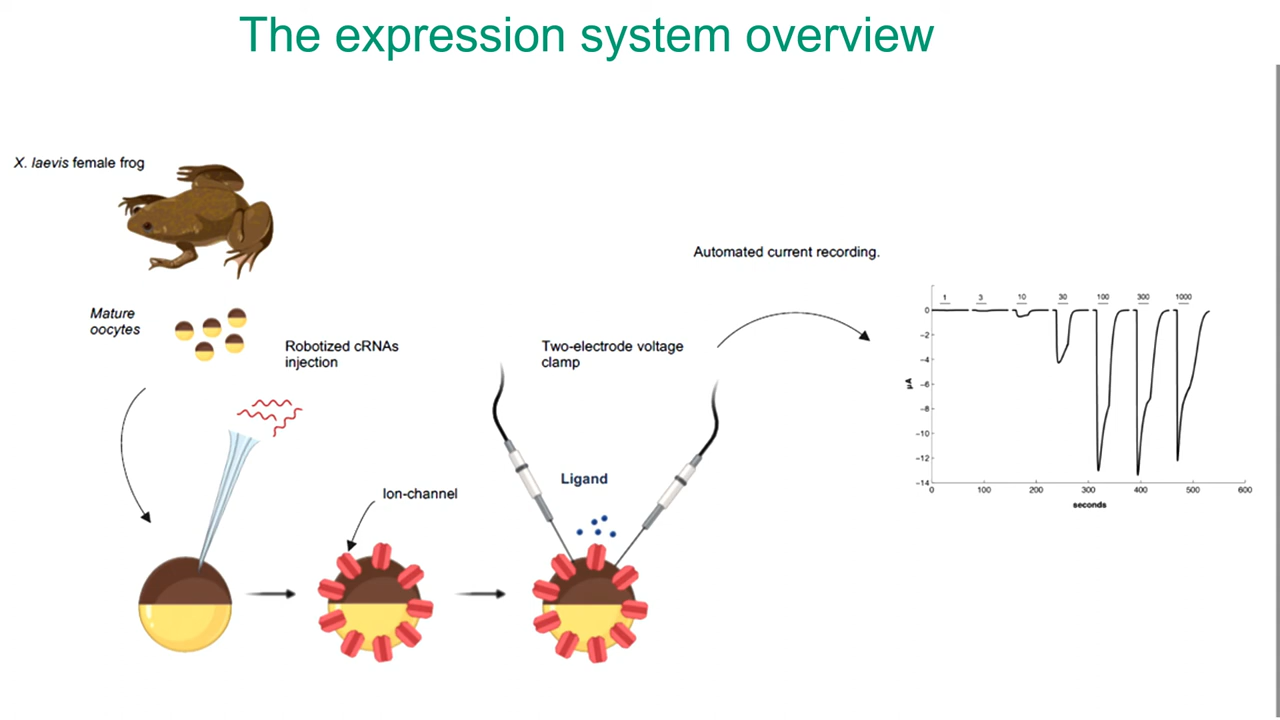 The expression system overview
X. laevis female frog
Mature
oocytes
Robotized cRNAs
injection
Ion-channel
Two-electrode voltage
clamp
Ligand
Automated current recording.
1 3 10 30 100 300 1000
0
−2
−4
−6
−8
−10
−12
−14
µA
0 100 200 300 400 500 600
seconds